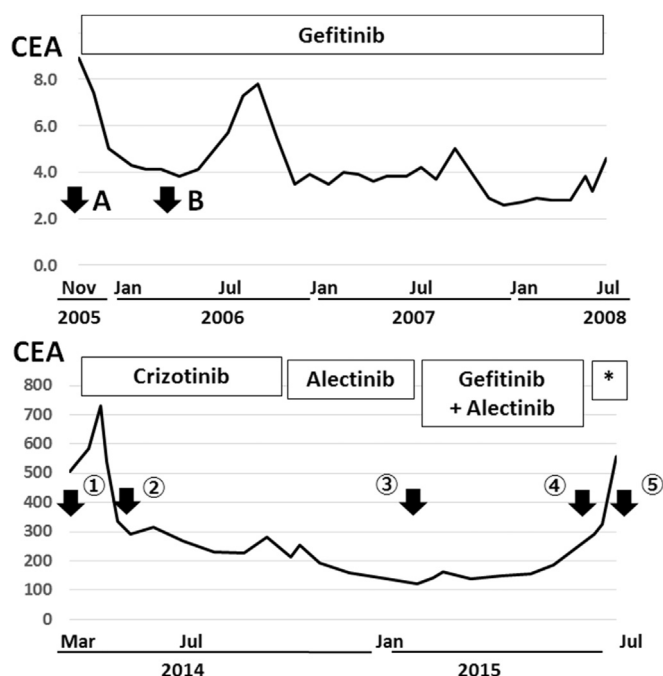 Gefitinib
CEA
8.0
6.0
4.0
A B
2.0
0.0
Nov Jan Jul Jan Jul Jan Jul
2005 2006 2007 2008
CEA
800
Crizotinib Alectinib Gefitinib + Alectinib *
700
600
500
① ② ③ ④ ⑤
400
300
200
100
0
Mar Jul Jan Jul
2014 2015